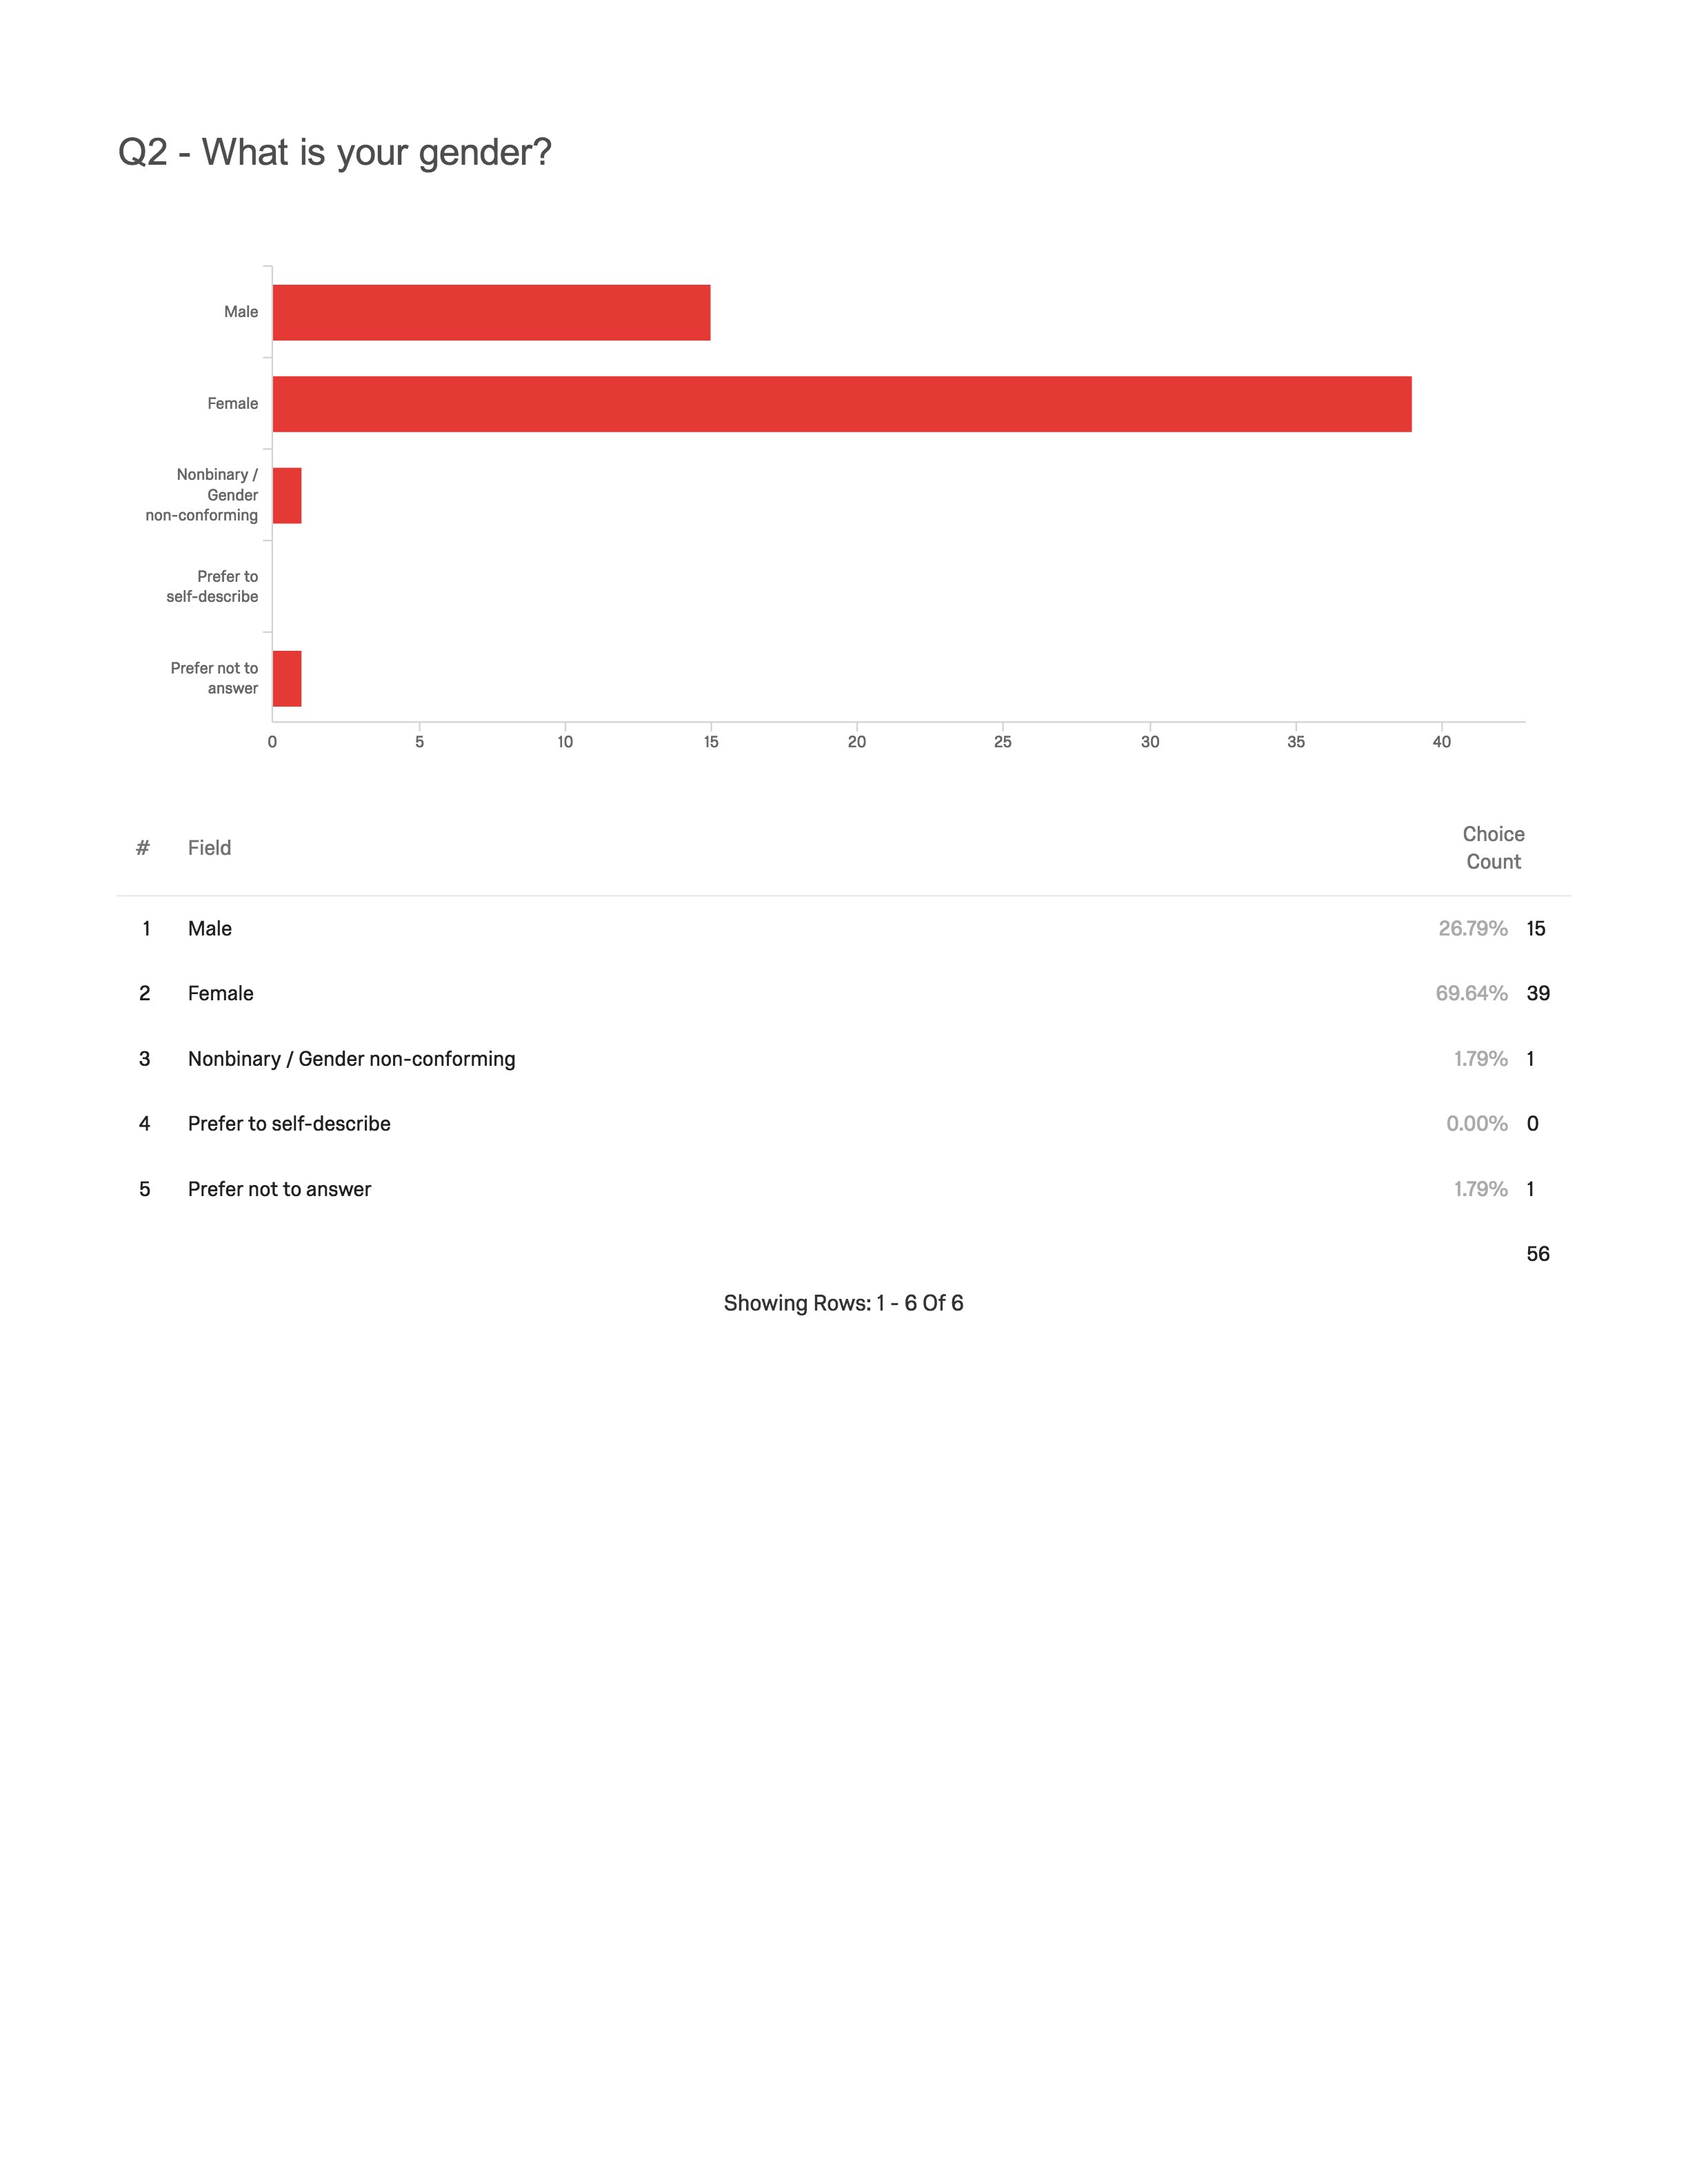 Q2 - What is your gender?
Male
Female
Nonbinary /
Gender
non-conforming
Prefer to
self-describe
Prefer not to
answer
0 5 10 15 20 25 30 35 40
# Field Choice
Count
1 Male 26.79% 15
2 Female 69.64% 39
3 Nonbinary / Gender non-conforming 1.79% 1
4 Prefer to self-describe 0.00% 0
5 Prefer not to answer 1.79% 1
56
Showing Rows: 1 - 6 Of 6